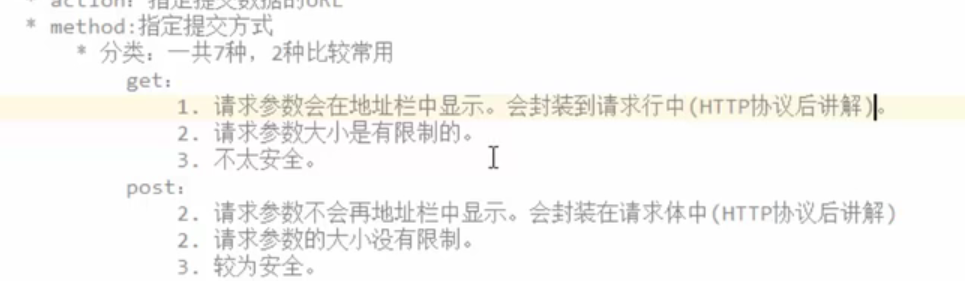 * action：指定提交数据的URL
* method:指定提交方式
* 分类：一共7种，2种比较常用
get：
1. 请求参数会在地址栏中显示。会封装到请求行中(HTTP协议后讲解)。
2. 请求参数大小是有限制的。
3. 不太安全。
post：
2. 请求参数不会再地址栏中显示。会封装在请求体中(HTTP协议后讲解)
2. 请求参数的大小没有限制。
3. 较为安全。